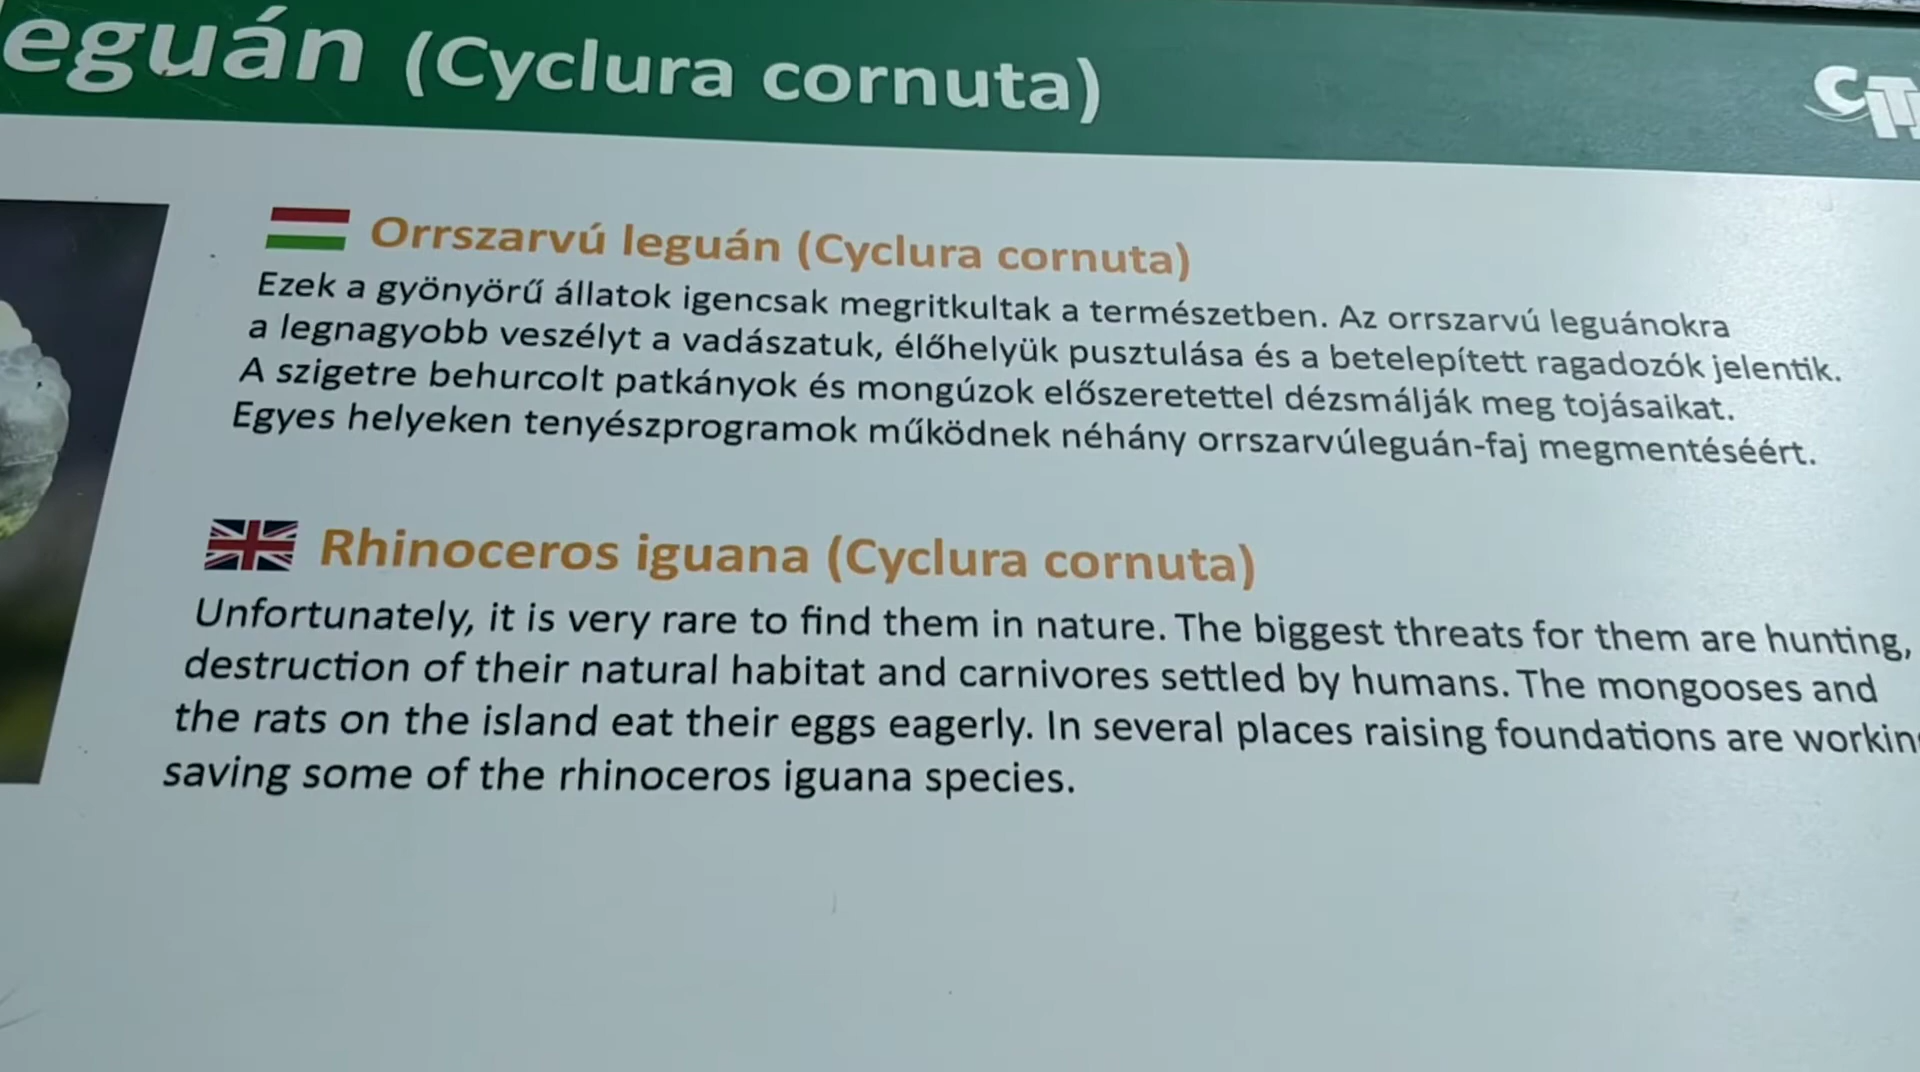 eguán (Cyclura cornuta)
Orrszarvú leguán (Cyclura cornuta)
Ezek a gyönyörű állatok igencsak megritkultak a természetben. Az orrszarvú leguánokra
a legnagyobb veszélyt a vadászatuk, élőhelyük pusztulása és a betelepített ragadozók jelentik.
A szigetre behurcolt patkányok és mongúzok előszeretettel dézsmálják meg tojásaikat.
Egyes helyeken tenyészprogramok működnek néhány orrszarvúleguán-faj megmentéséért.
Rhinoceros iguana (Cyclura cornuta)
Unfortunately, it is very rare to find them in nature. The biggest threats for them are hunting,
destruction of their natural habitat and carnivores settled by humans. The mongooses and
the rats on the island eat their eggs eagerly. In several places raising foundations are workin
saving some of the rhinoceros iguana species.